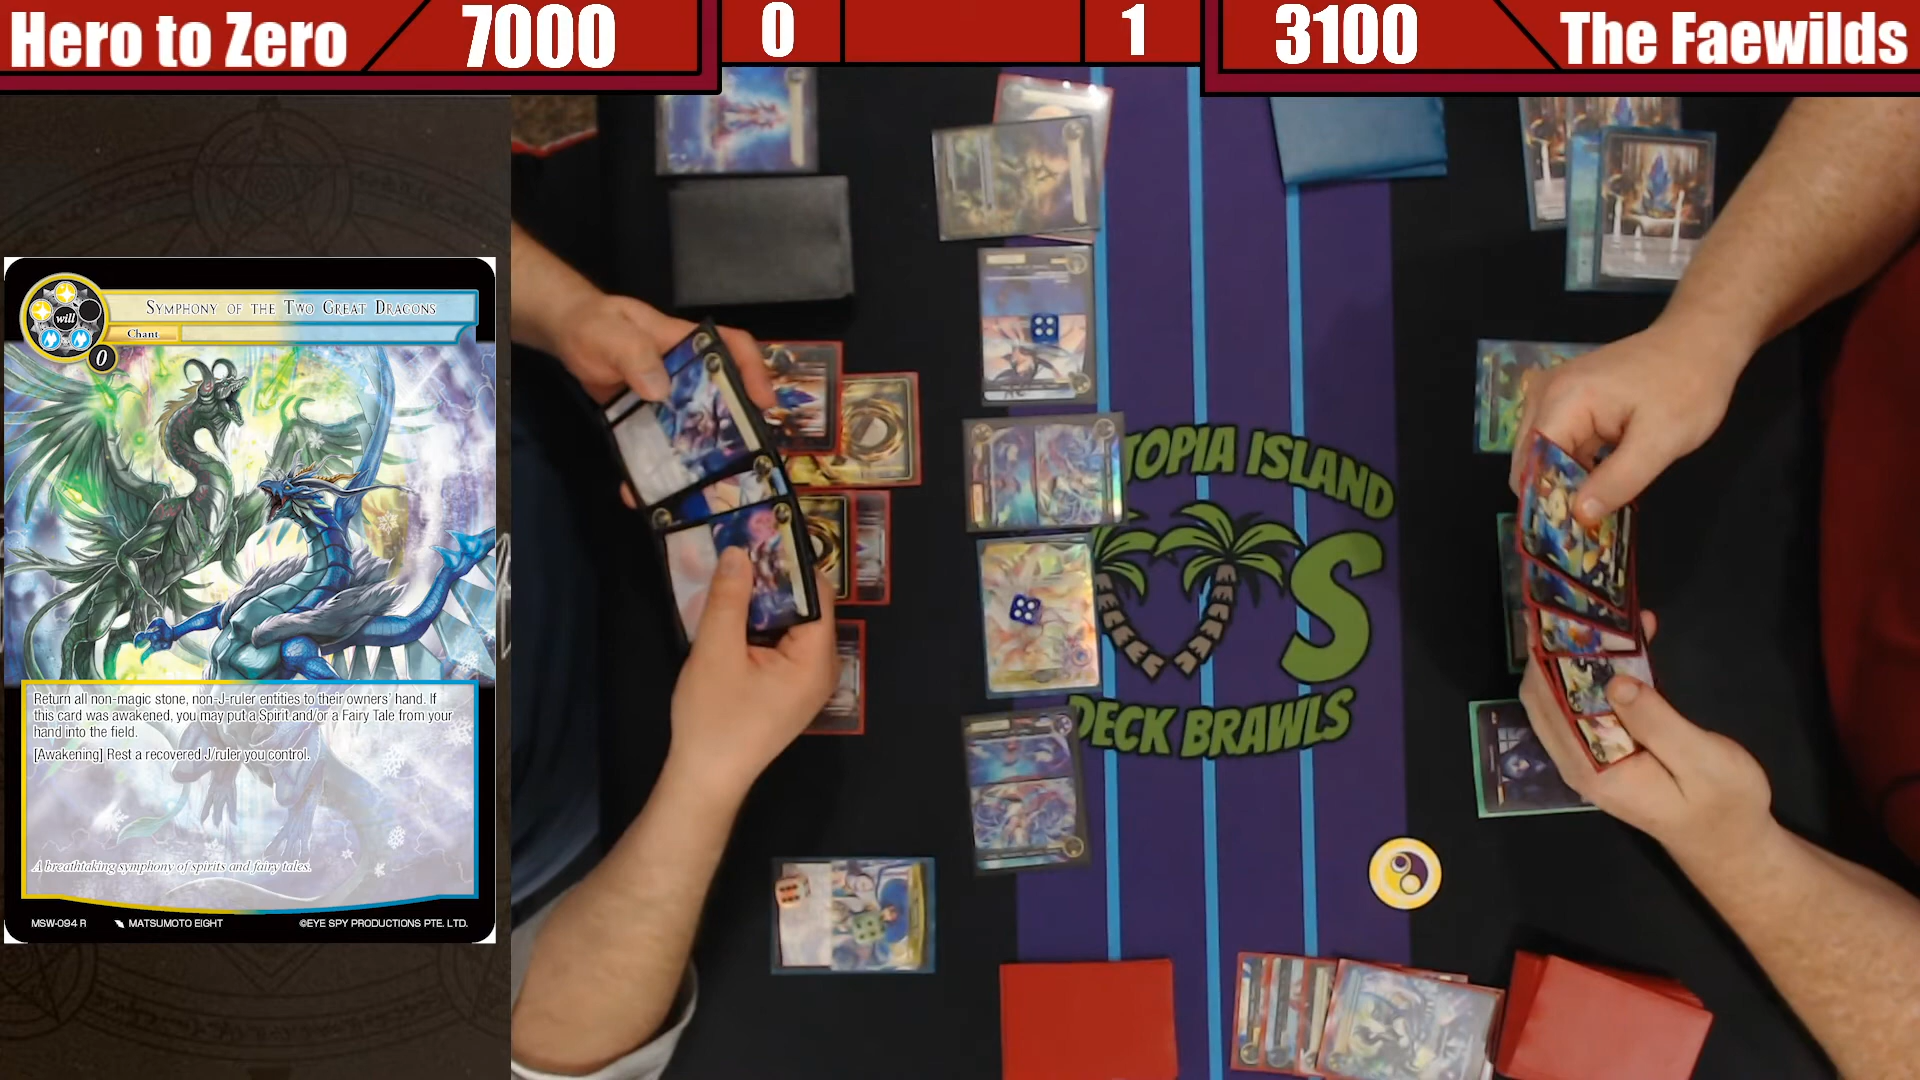 Hero to Zero
7000
0
1
3100
The Faewilds
will
SYMPHONY OF THE TWO GREAT DRAGONS
Chant
0
Return all non-magic stone, non-J-ruler entities to their owners' hand. If
this card was awakened, you may put a Spirit and/or a Fairy Tale from your
hand into the field.
[Awakening] Rest a recovered J/ruler you control.
A breathtaking symphony of spirits and fairy tales.
MSW-094 R
MATSUMOTO EIGHT
©EYE SPY PRODUCTIONS PTE. LTD.
TOPIA ISLAND
S
DECK BRAWLS